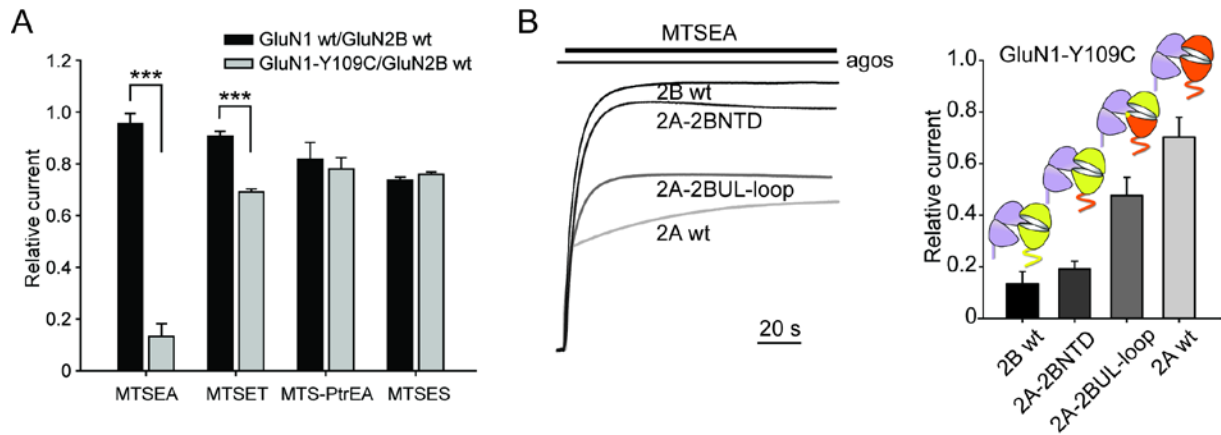 A
GluN1 wt/GluN2B wt
GluN1-Y109C/GluN2B wt
Relative current
1.2
1.0
0.8
0.6
0.4
0.2
0
***
***
MTSEA
MTSET
MTS-PtrEA
MTSES
B
MTSEA
agos
2B wt
2A-2BNTD
2A-2BUL-loop
2A wt
20 s
GluN1-Y109C
Relative current
1.0
0.8
0.6
0.4
0.2
0
2B wt
2A-2BNTD
2A-2BUL-loop
2A wt